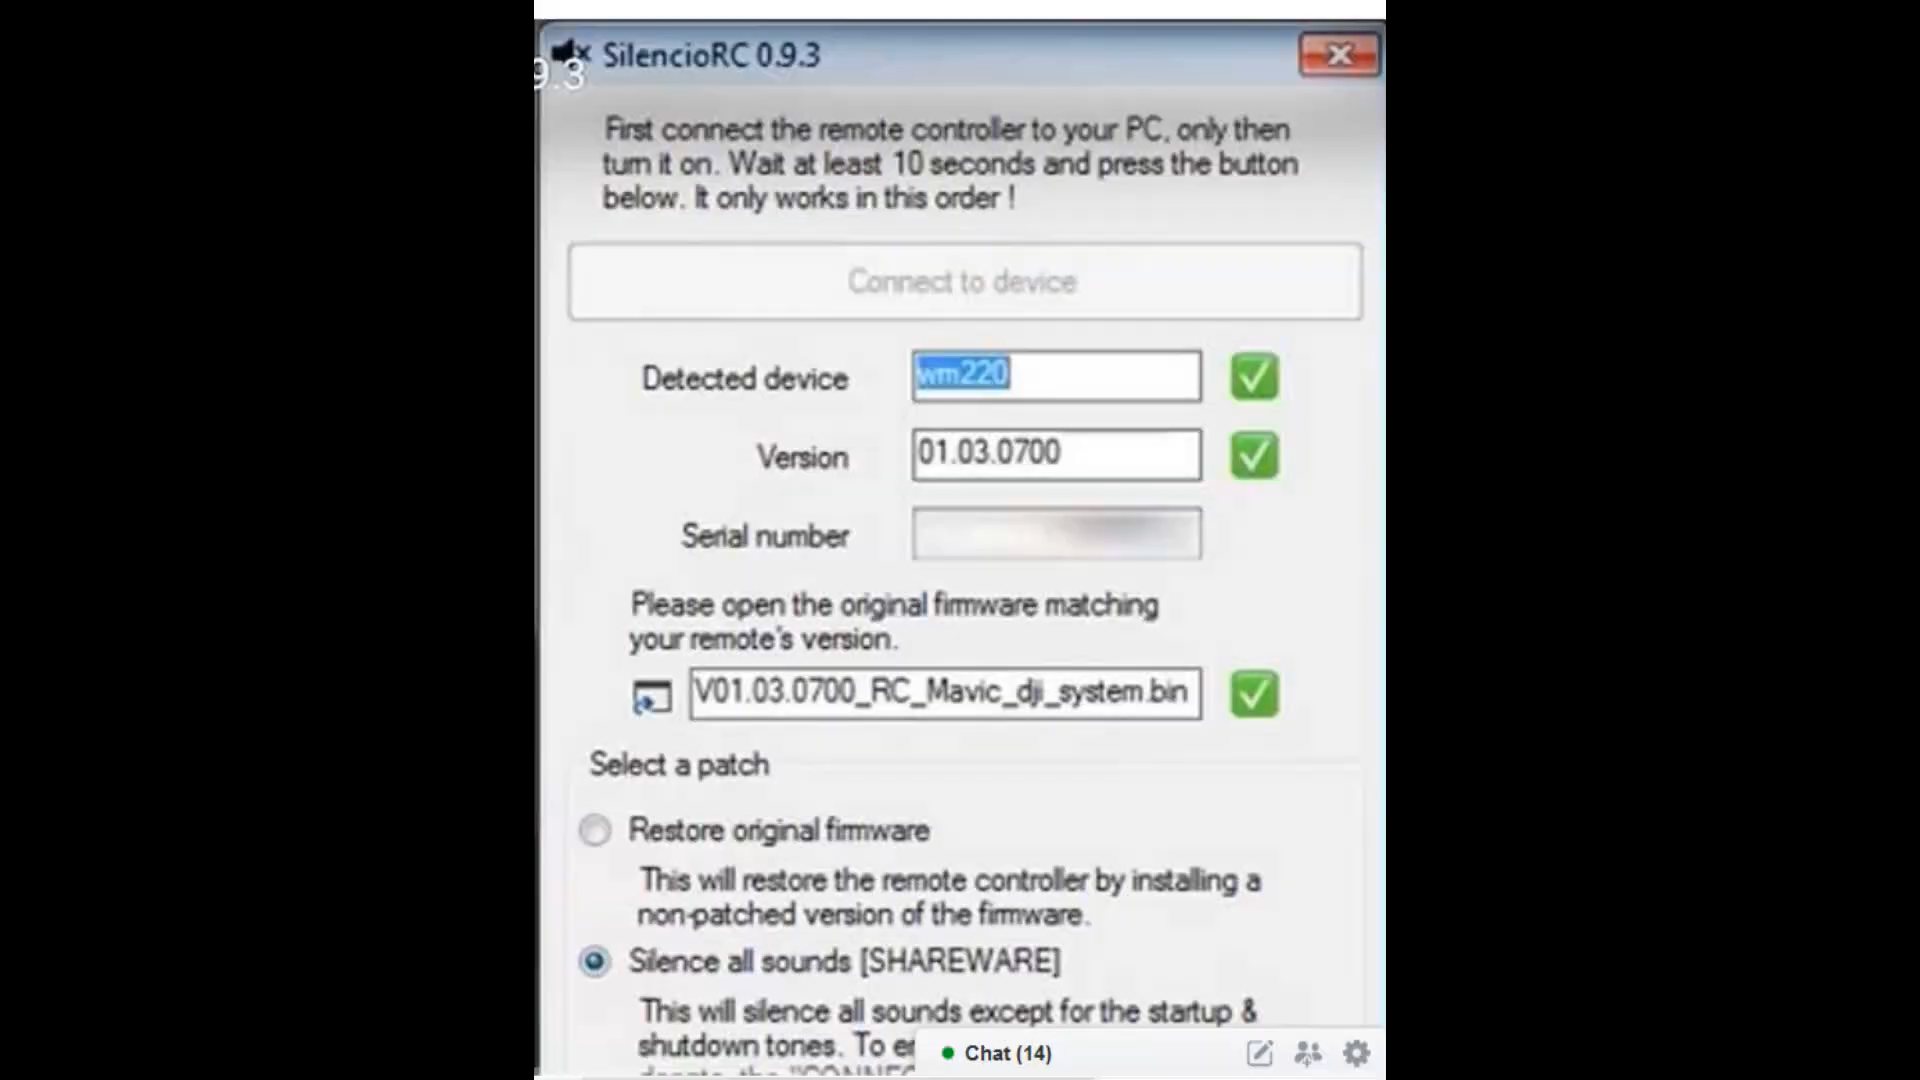 SilencioRC 0.9.3
9.3
First connect the remote controller to your PC, only then
turn it on. Wait at least 10 seconds and press the button
below. It only works in this order !
Connect to device
Detected device wm220
Version 01.03.0700
Serial number
Please open the original firmware matching
your remote's version.
V01.03.0700_RC_Mavic_dji_system.bin
Select a patch
Restore original firmware
This will restore the remote controller by installing a
non-patched version of the firmware.
Silence all sounds [SHAREWARE]
This will silence all sounds except for the startup &
shutdown tones. To
Chat (14)